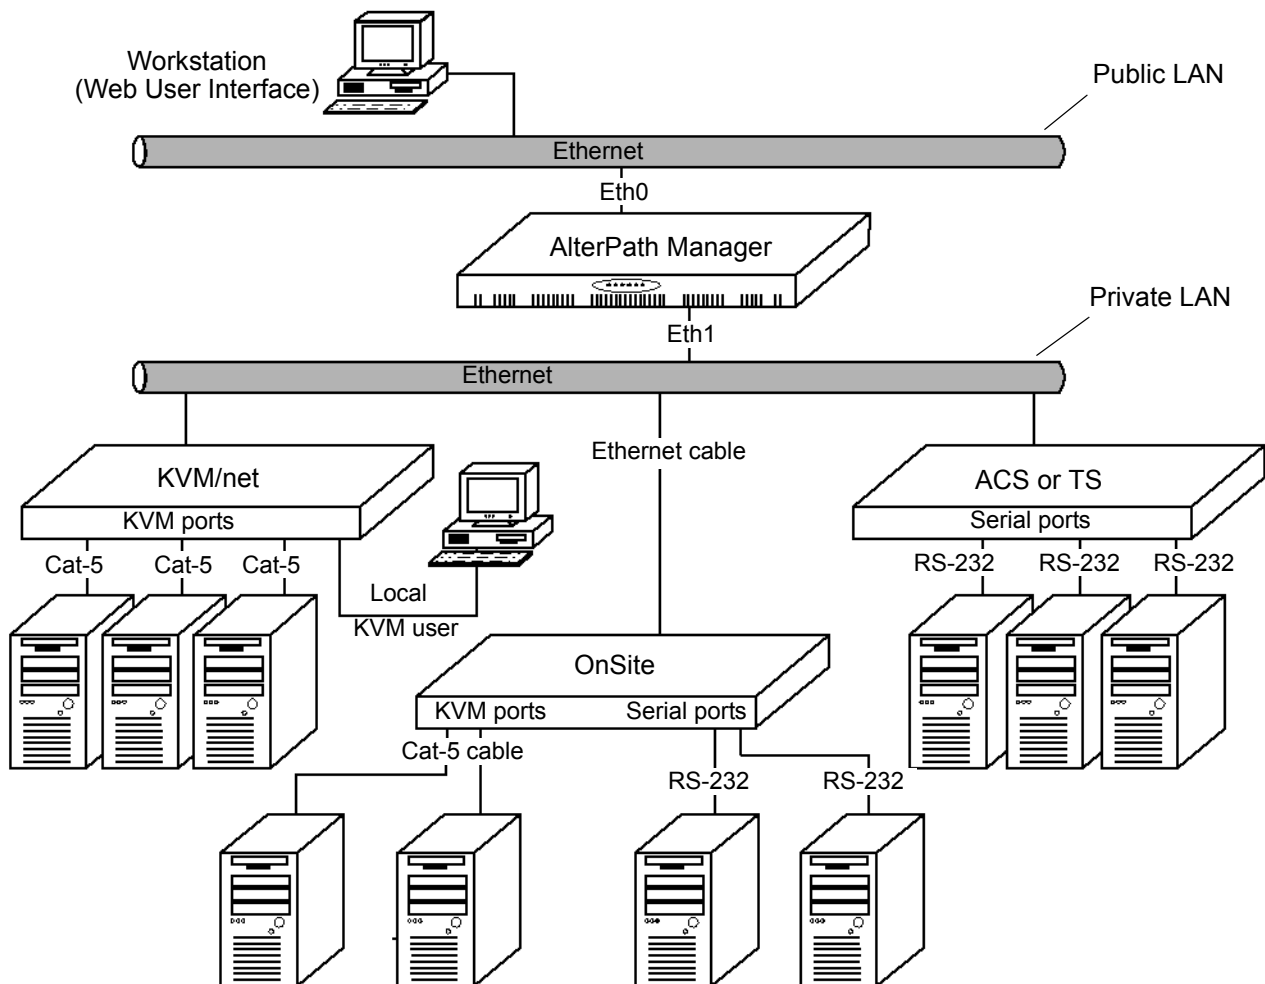 Workstation
(Web User Interface)
Public LAN
Ethernet
Eth0
AlterPath Manager
Private LAN
Eth1
Ethernet
Ethernet cable
KVM/net
KVM ports
ACS or TS
Serial ports
Cat-5 Cat-5 Cat-5
RS-232 RS-232 RS-232
Local
KVM user
OnSite
KVM ports Serial ports
Cat-5 cable
RS-232 RS-232